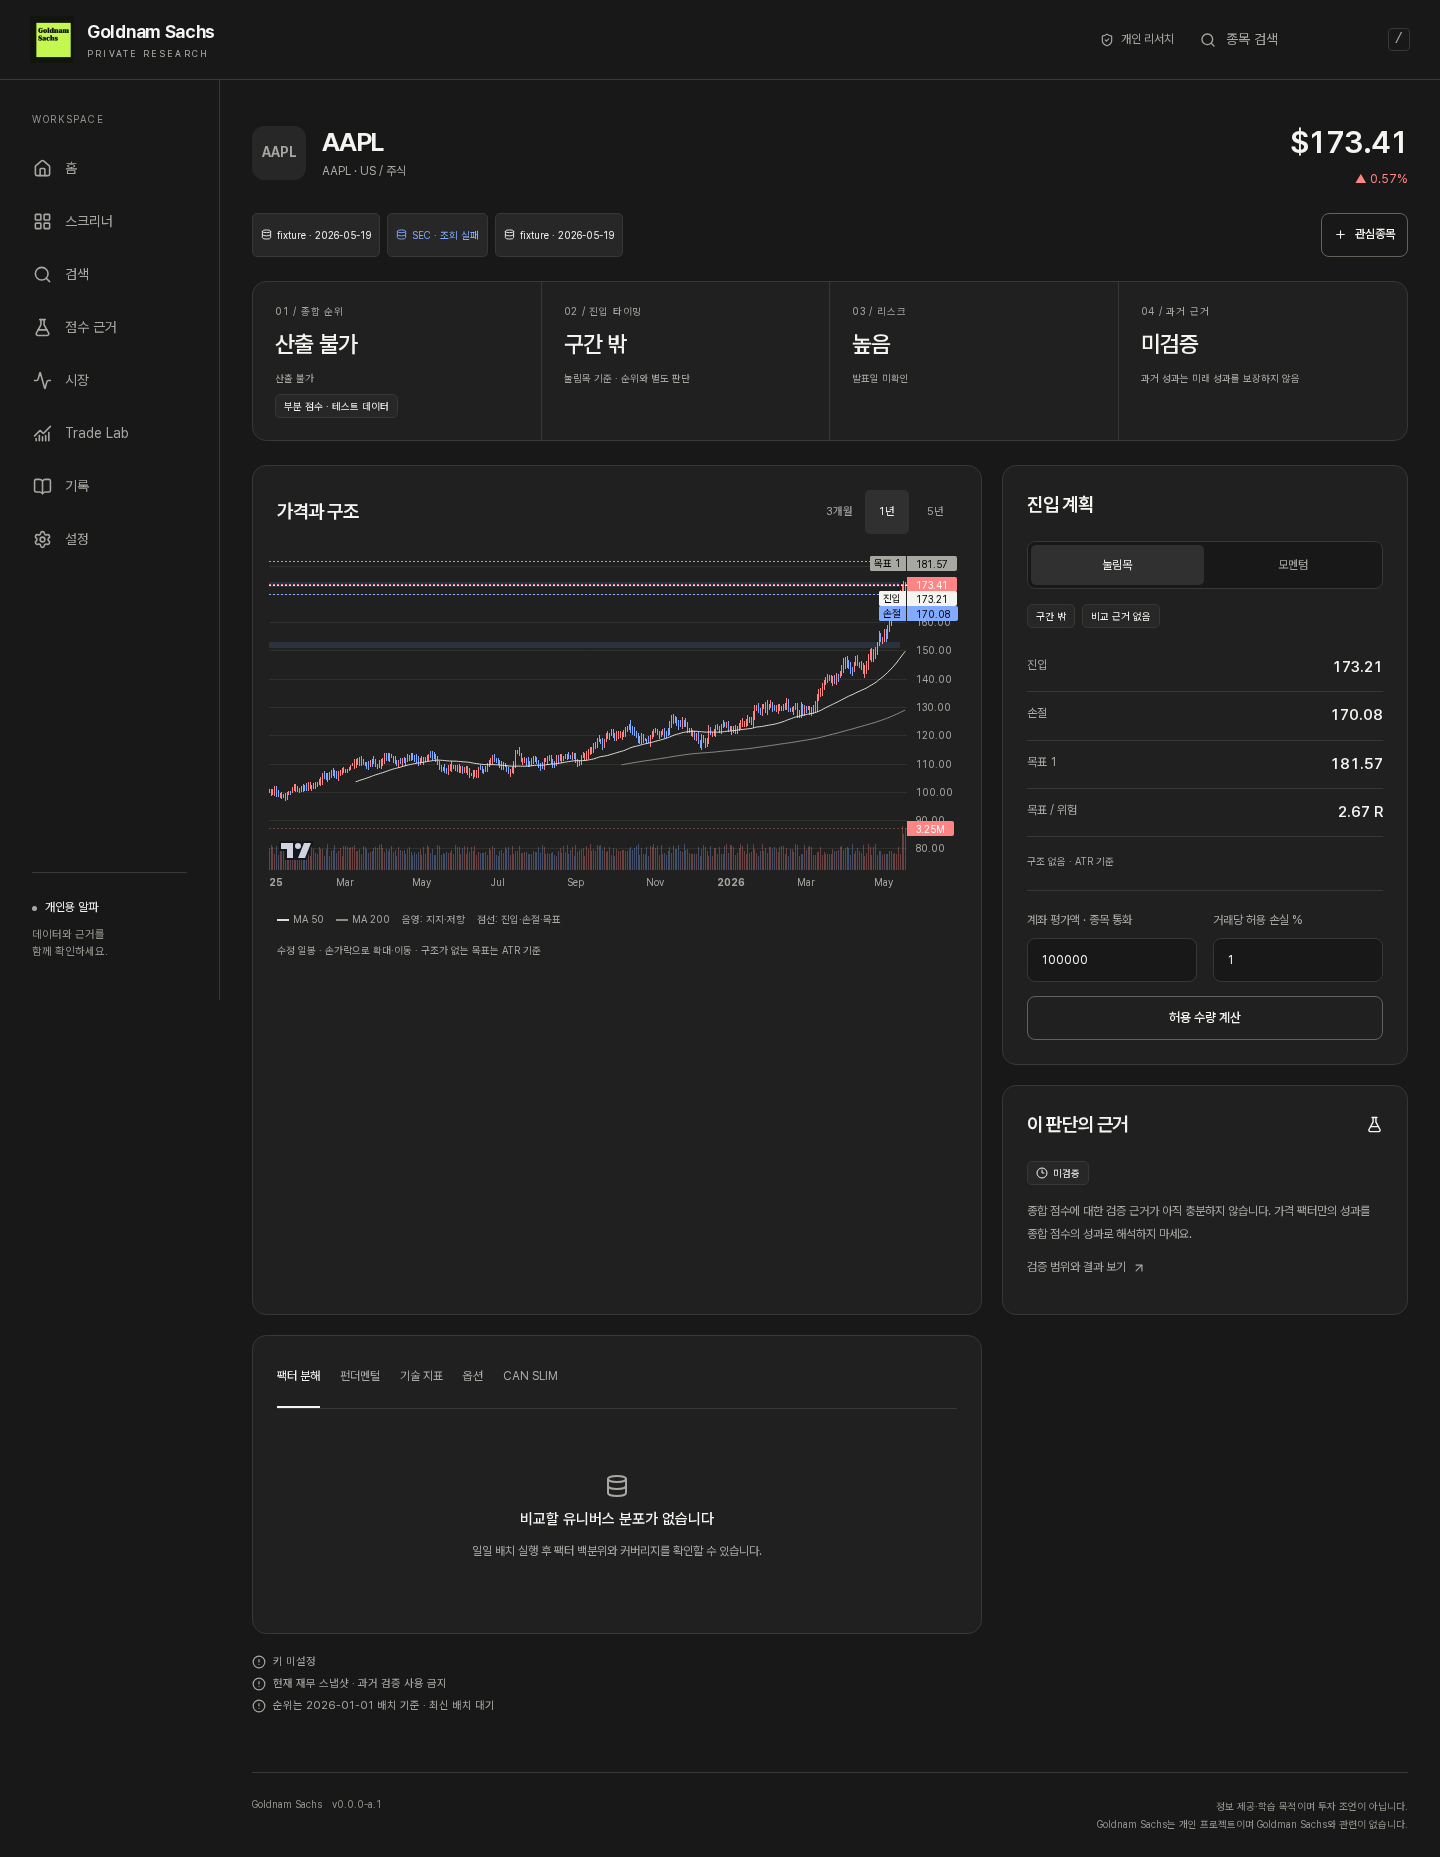 Goldnam
Sachs
Goldnam Sachs
PRIVATE RESEARCH
개인 리서치
종목 검색
/
WORKSPACE
홈
스크리너
검색
점수 근거
시장
Trade Lab
기록
설정
개인용 알파
데이터와 근거를
함께 확인하세요.
AAPL
AAPL
AAPL · US / 주식
$173.41
▲ 0.57%
fixture · 2026-05-19
SEC · 조회 실패
fixture · 2026-05-19
+ 관심종목
01 / 종합 순위
산출 불가
산출 불가
부분 점수 · 테스트 데이터
02 / 진입 타이밍
구간 밖
눌림목 기준 · 순위와 별도 판단
03 / 리스크
높음
발표일 미확인
04 / 과거 근거
미검증
과거 성과는 미래 성과를 보장하지 않음
가격과 구조
3개월 1년 5년
목표 1 181.57
173.41
진입 173.21
손절 170.08
160.00
150.00
140.00
130.00
120.00
110.00
100.00
90.00
3.25M
80.00
25 Mar May Jul Sep Nov 2026 Mar May
MA 50 MA 200 음영: 지지·저항 점선: 진입·손절·목표
수정 일봉 · 손가락으로 확대·이동 · 구조가 없는 목표는 ATR 기준
진입 계획
눌림목 모멘텀
구간 밖 비교 근거 없음
진입 173.21
손절 170.08
목표 1 181.57
목표 / 위험 2.67 R
구조 없음 · ATR 기준
계좌 평가액 · 종목 통화 거래당 허용 손실 %
100000 1
허용 수량 계산
이 판단의 근거
미검증
종합 점수에 대한 검증 근거가 아직 충분하지 않습니다. 가격 팩터만의 성과를
종합 점수의 성과로 해석하지 마세요.
검증 범위와 결과 보기
팩터 분해 펀더멘털 기술 지표 옵션 CAN SLIM
비교할 유니버스 분포가 없습니다
일일 배치 실행 후 팩터 백분위와 커버리지를 확인할 수 있습니다.
키 미설정
현재 재무 스냅샷 · 과거 검증 사용 금지
순위는 2026-01-01 배치 기준 · 최신 배치 대기
Goldnam Sachs v0.0.0-a.1
정보 제공·학습 목적이며 투자 조언이 아닙니다.
Goldnam Sachs는 개인 프로젝트이며 Goldman Sachs와 관련이 없습니다.